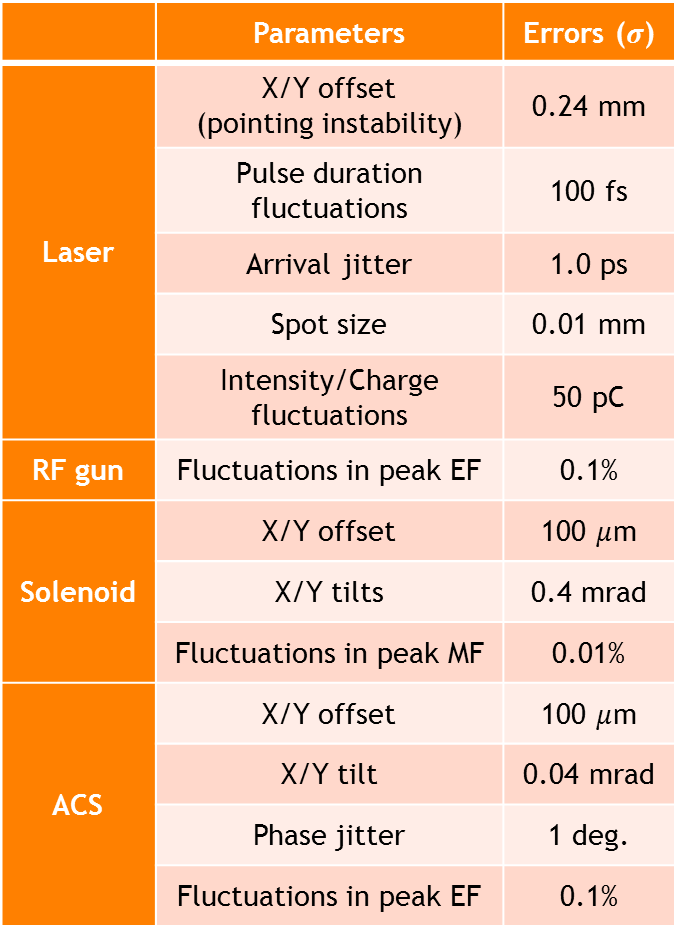 Parameters Errors (𝜎)
Laser
X/Y offset
(pointing instability) 0.24 mm
Pulse duration
fluctuations 100 fs
Arrival jitter 1.0 ps
Spot size 0.01 mm
Intensity/Charge
fluctuations 50 pC
RF gun Fluctuations in peak EF 0.1%
Solenoid
X/Y offset 100 𝜇m
X/Y tilts 0.4 mrad
Fluctuations in peak MF 0.01%
ACS
X/Y offset 100 𝜇m
X/Y tilt 0.04 mrad
Phase jitter 1 deg.
Fluctuations in peak EF 0.1%